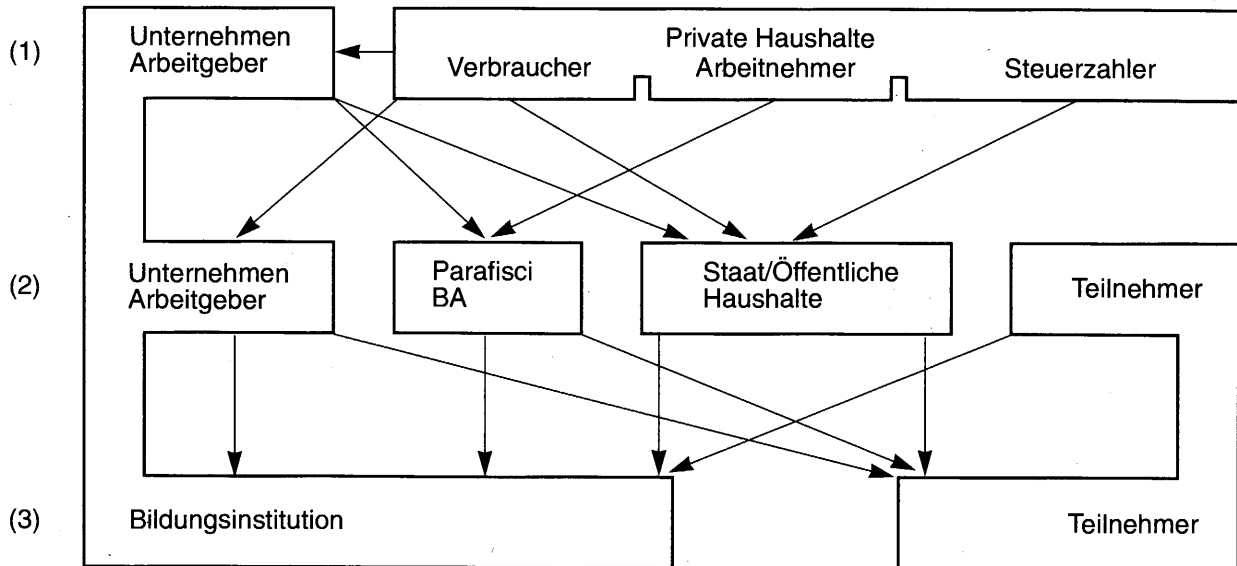 (1)
Unternehmen
Arbeitgeber
Private Haushalte
Verbraucher
Arbeitnehmer
Steuerzahler
(2)
Unternehmen
Arbeitgeber
Parafisci
BA
Staat/Öffentliche
Haushalte
Teilnehmer
(3)
Bildungsinstitution
Teilnehmer